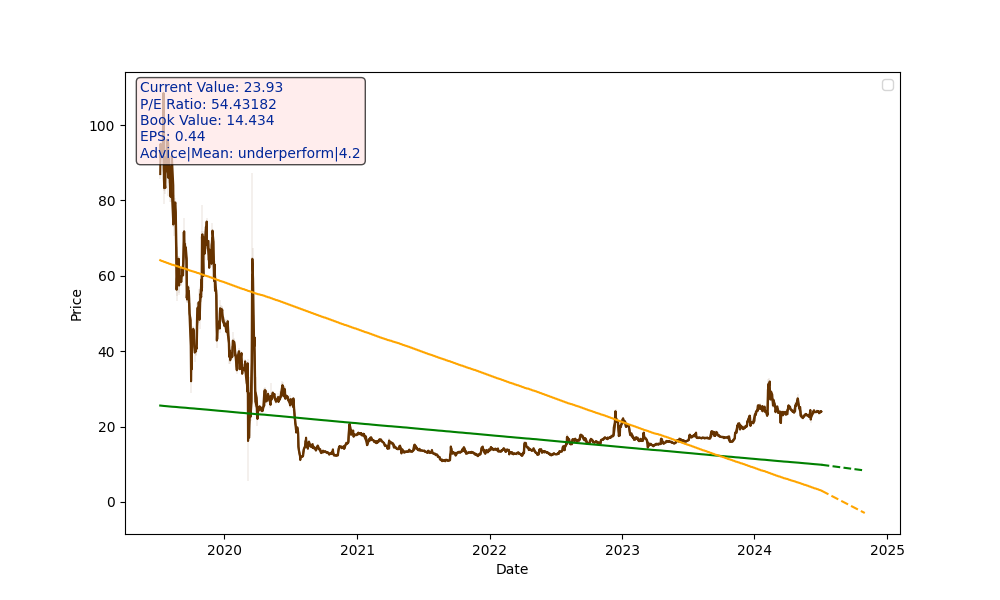 Current Value: 23.93
P/E Ratio: 54.43182
Book Value: 14.434
EPS: 0.44
Advice|Mean: underperform|4.2
100
80
60
40
20
0
Price
2020 2021 2022 2023 2024 2025
Date